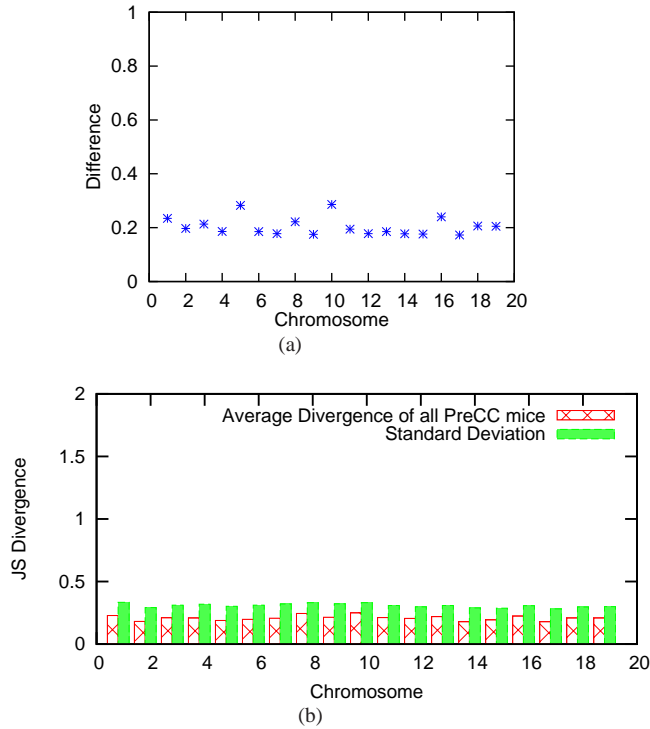 1
0.8
0.6
0.4
0.2
0
Difference
0 2 4 6 8 10 12 14 16 18 20
Chromosome
(a)
2
1.5
1
0.5
0
JS Divergence
Average Divergence of all PreCC mice
Standard Deviation
0 2 4 6 8 10 12 14 16 18 20
Chromosome
(b)